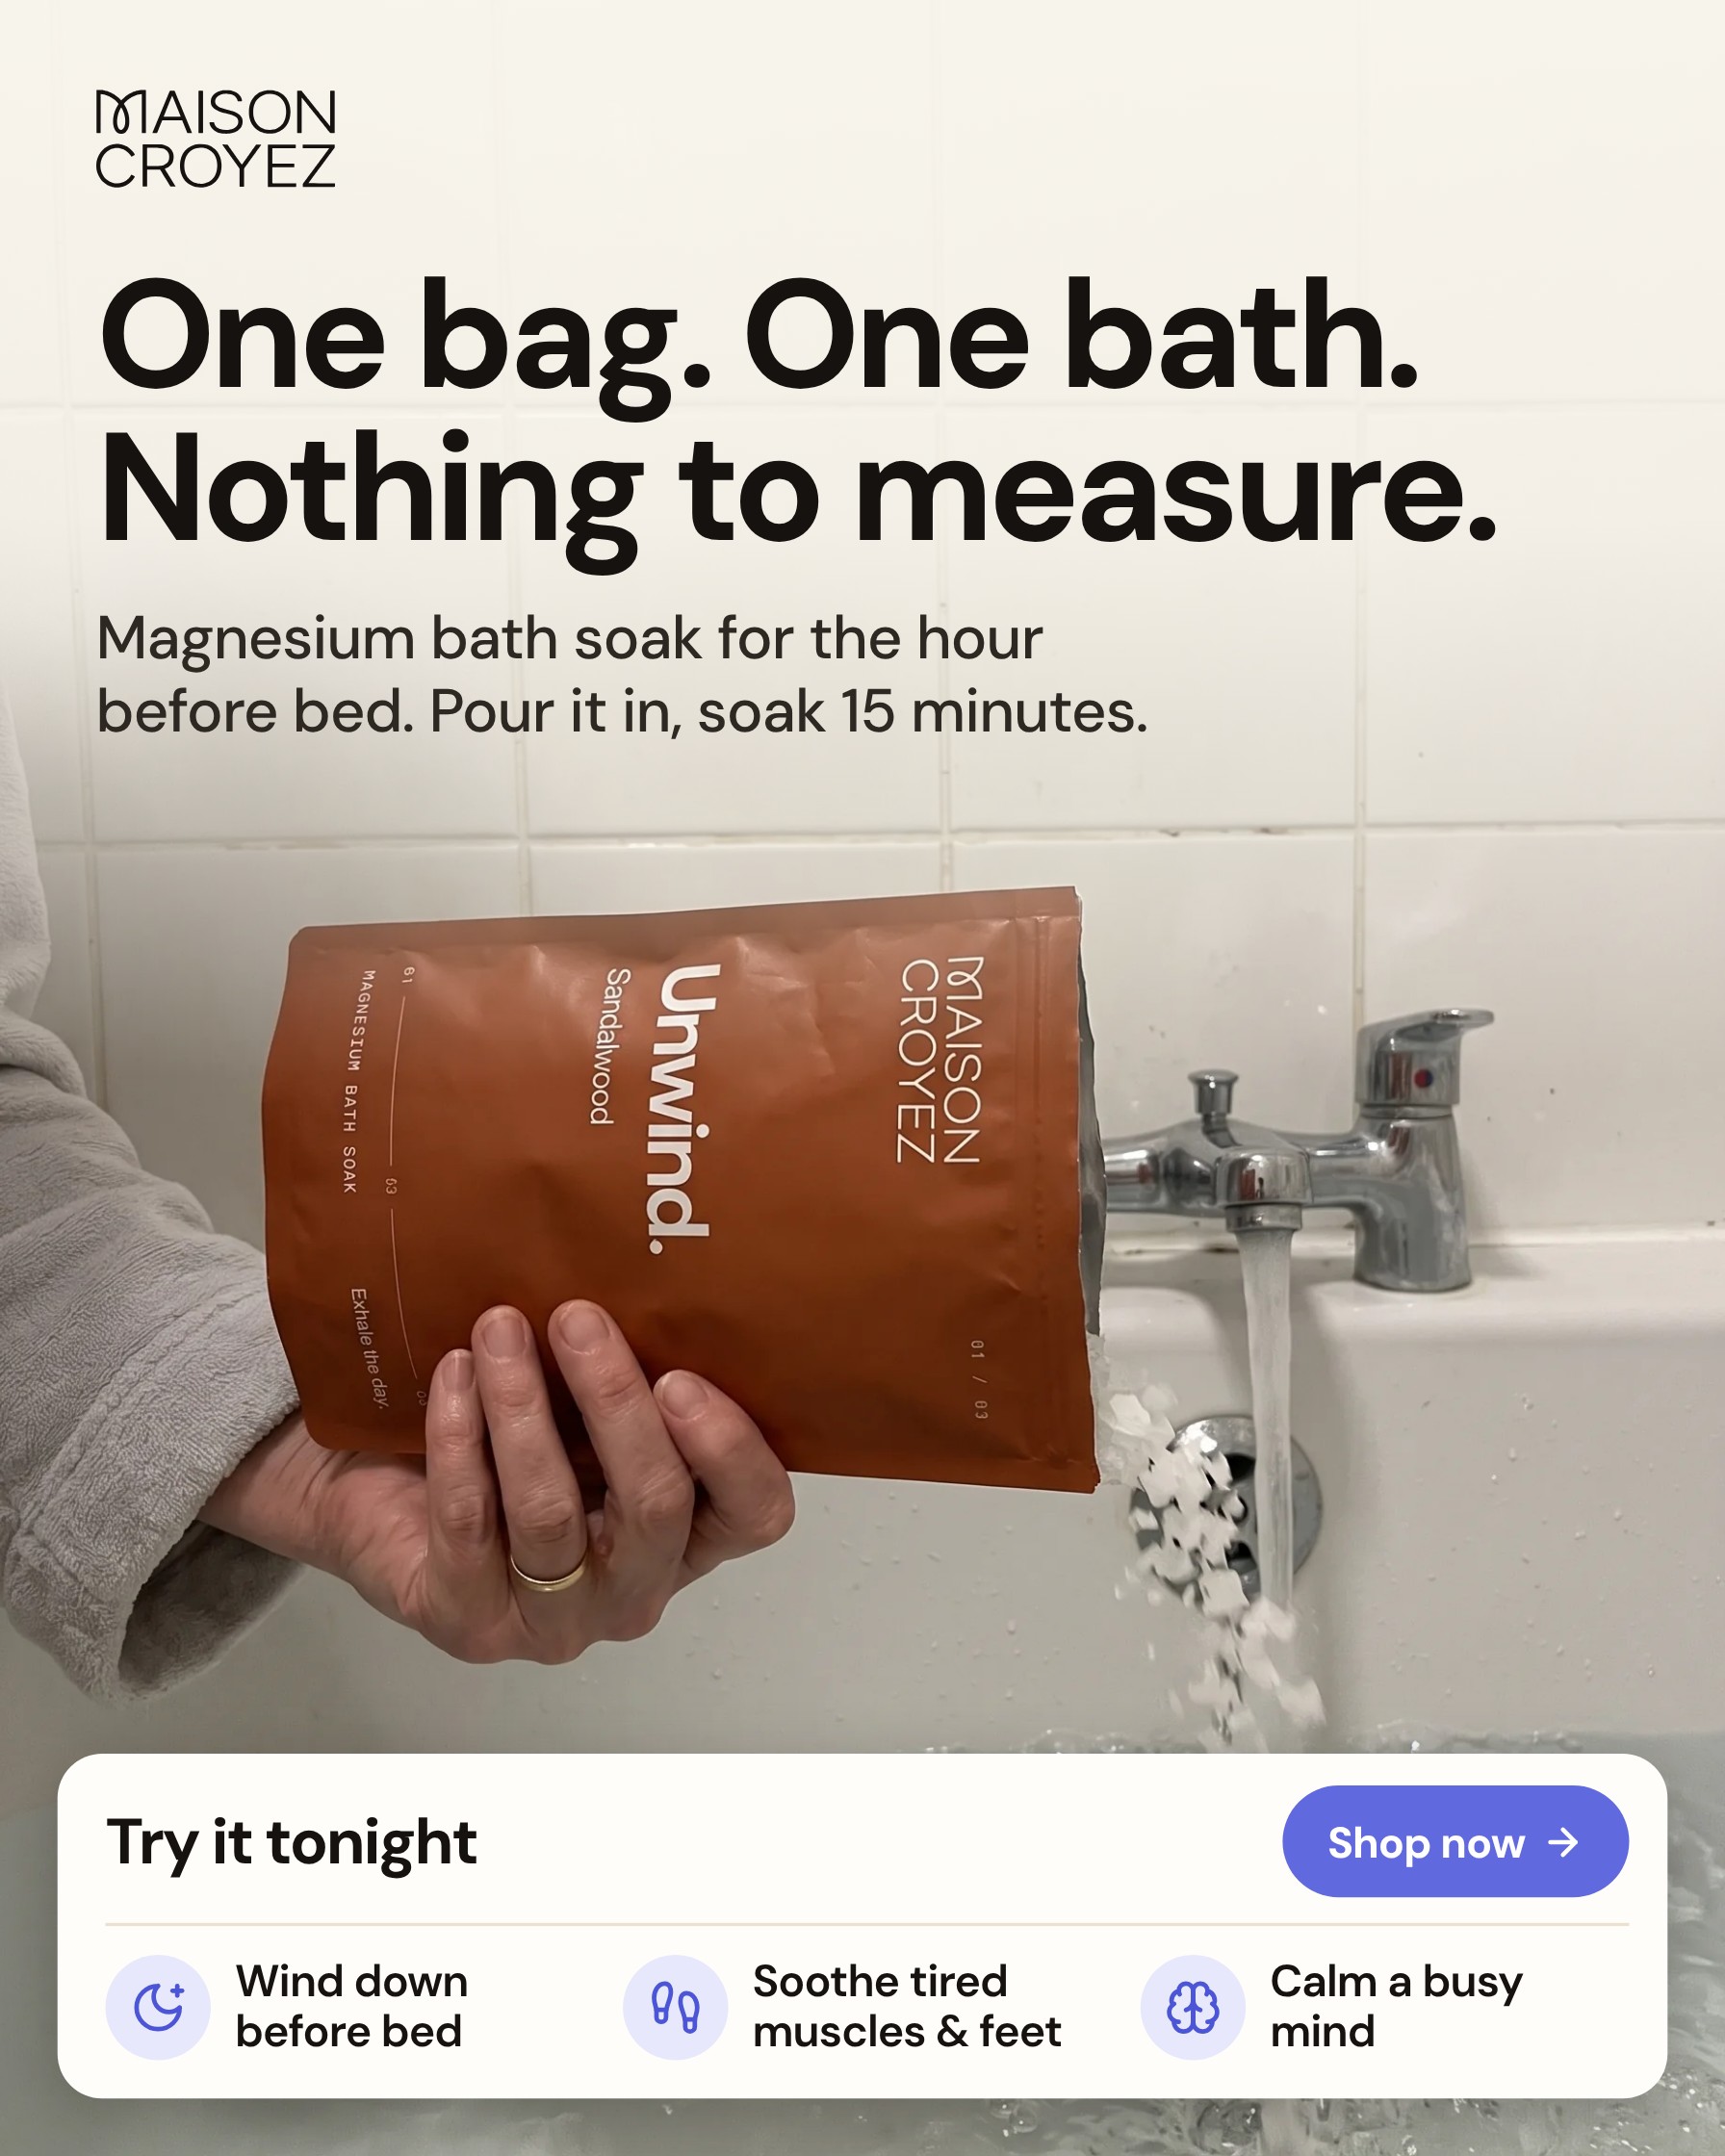 MAISON
CROYEZ
One bag. One bath.
Nothing to measure.
Magnesium bath soak for the hour
before bed. Pour it in, soak 15 minutes.
MAISON
CROYEZ
01 / 03
Unwind.
Sandalwood
01 03 03
MAGNESIUM BATH SOAK
Exhale the day.
Try it tonight
Shop now →
Wind down
before bed
Soothe tired
muscles & feet
Calm a busy
mind